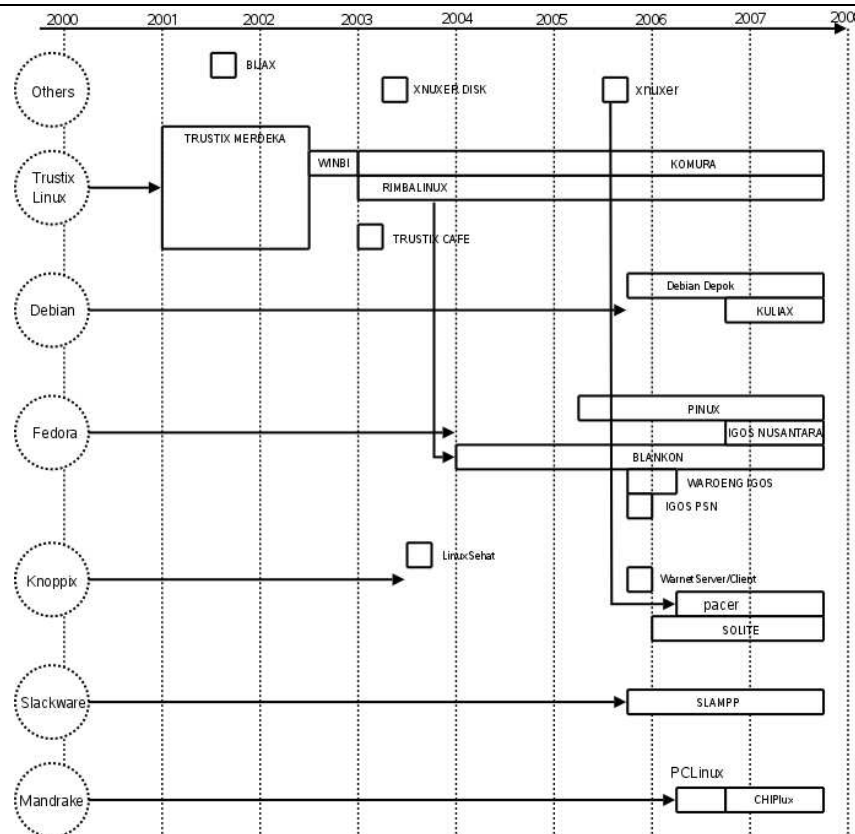 2000 2001 2002 2003 2004 2005 2006 2007 200
BIJAX
Others
XNUXER DISK
xnuxer
TRUSTIX MERDEKA
WINBI
KOMURA
Trustix
Linux
RIMBALINUX
TRUSTIX CAFE
Debian Depok
Debian
KULIAX
PINUX
Fedora
IGOS NUSANTARA
BLANKON
WAROENG IGOS
IGOS PSN
LinuxSehat
Knoppix
Warnet Server/Client
pacer
SOLITE
Slackware
SLAMPP
PCLinux
Mandrake
CHIPlux